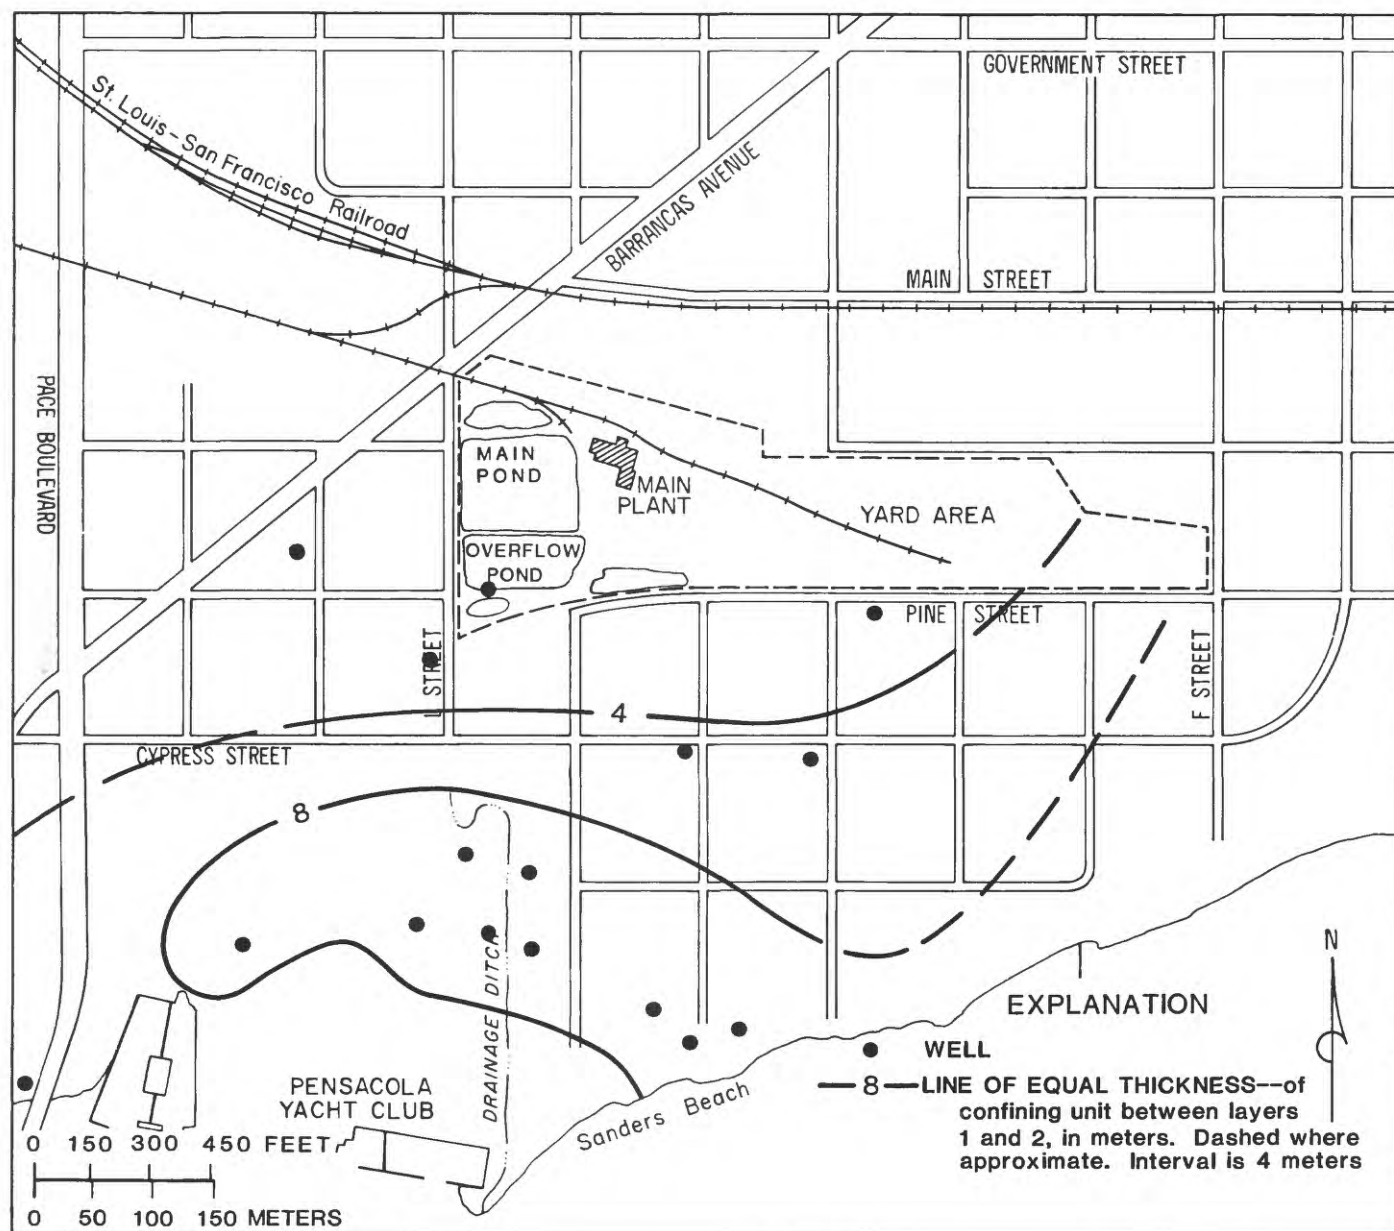 GOVERNMENT STREET
St. Louis-San Francisco Railroad
BARRANCAS AVENUE
MAIN STREET
PACE BOULEVARD
MAIN
POND
MAIN
PLANT
YARD AREA
OVERFLOW
POND
PINE STREET
L STREET
F STREET
4
CYPRESS STREET
8
DRAINAGE DITCH
N
EXPLANATION
WELL
8 LINE OF EQUAL THICKNESS--of
confining unit between layers
1 and 2, in meters. Dashed where
approximate. Interval is 4 meters
PENSACOLA
YACHT CLUB
Sanders Beach
0 150 300 450 FEET
0 50 100 150 METERS